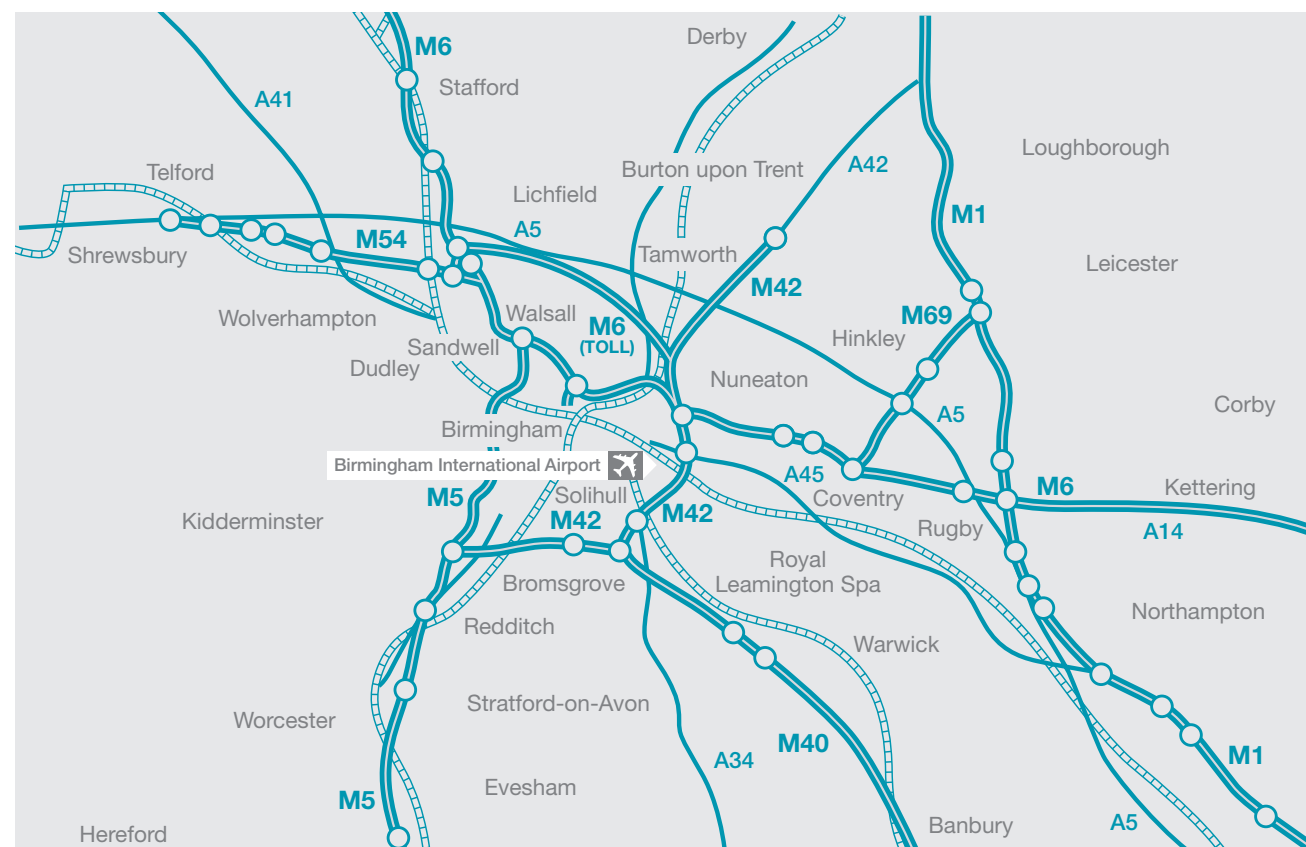 Derby
M6
Stafford
A41
Loughborough
Burton upon Trent
A42
Telford
Lichfield
M1
A5
M54
Shrewsbury
Tamworth
Leicester
M42
Walsall
Wolverhampton
M6
(TOLL)
M69
Hinkley
Sandwell
Dudley
Nuneaton
Corby
A5
Birmingham
Birmingham International Airport
A45
M6
Kettering
Solihull
M5
Coventry
Kidderminster
M42
M42
Rugby
A14
Royal
Leamington Spa
Bromsgrove
Northampton
Redditch
Warwick
Stratford-on-Avon
Worcester
M40
M1
A34
Evesham
M5
A5
Banbury
Hereford